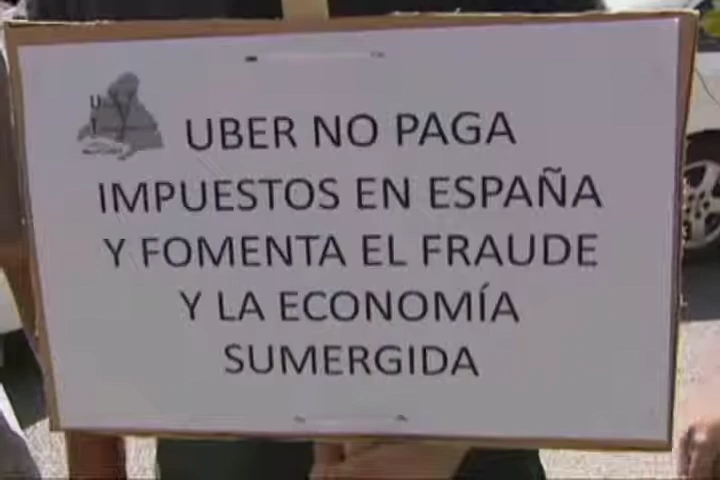 UBER NO PAGA
IMPUESTOS EN ESPAÑA
Y FOMENTA EL FRAUDE
Y LA ECONOMÍA
SUMERGIDA